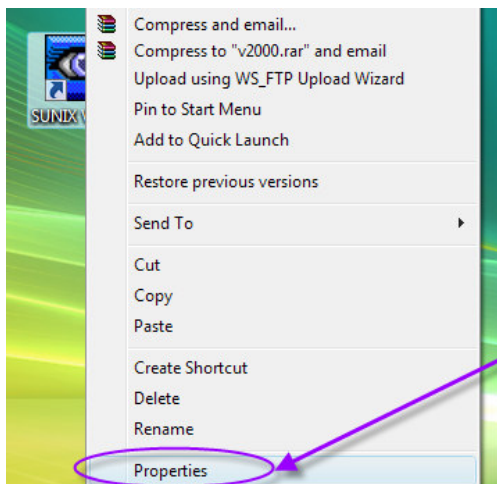 Compress and email...
Compress to "v2000.rar" and email
Upload using WS_FTP Upload Wizard
Pin to Start Menu
Add to Quick Launch
Restore previous versions
Send To
Cut
Copy
Paste
Create Shortcut
Delete
Rename
Properties
SUNIX